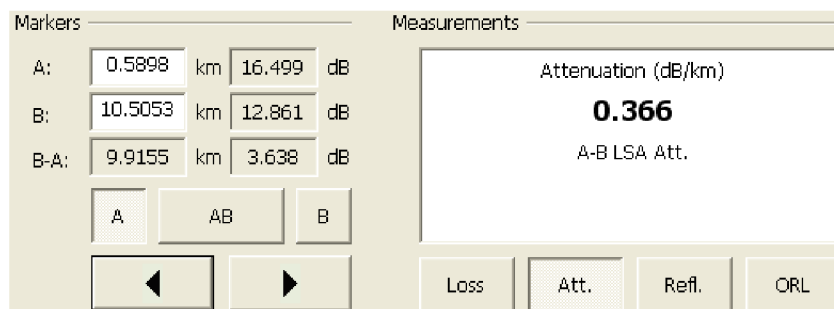 Markers
A: 0.5898 km 16.499 dB
B: 10.5053 km 12.861 dB
B-A: 9.9155 km 3.638 dB
A AB B
Measurements
Attenuation (dB/km)
0.366
A-B LSA Att.
Loss Att. Refl. ORL